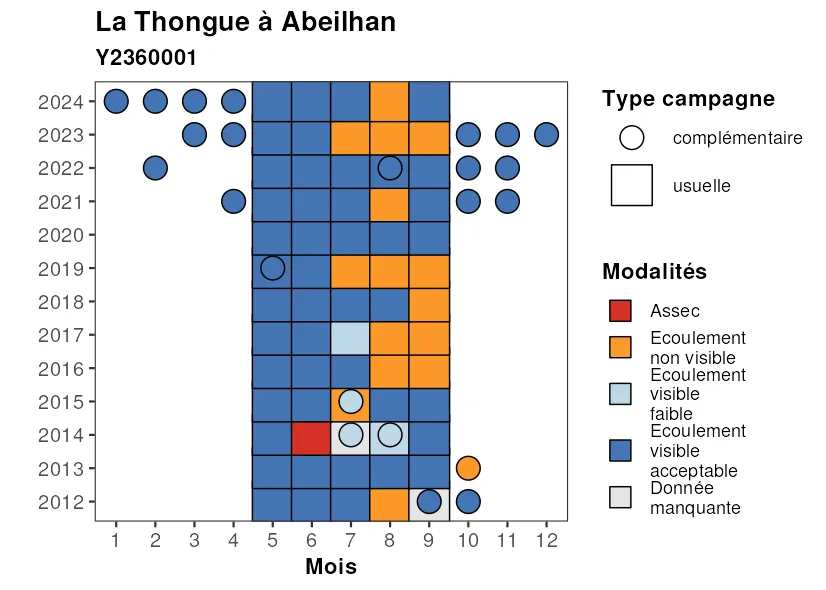 La Thongue à Abeilhan
Y2360001
2024
2023
2022
2021
2020
2019
2018
2017
2016
2015
2014
2013
2012
1 2 3 4 5 6 7 8 9 10 11 12
Mois
Type campagne
complémentaire
usuelle
Modalités
Assec
Ecoulement
non visible
Ecoulement
visible
faible
Ecoulement
visible
acceptable
Donnée
manquante